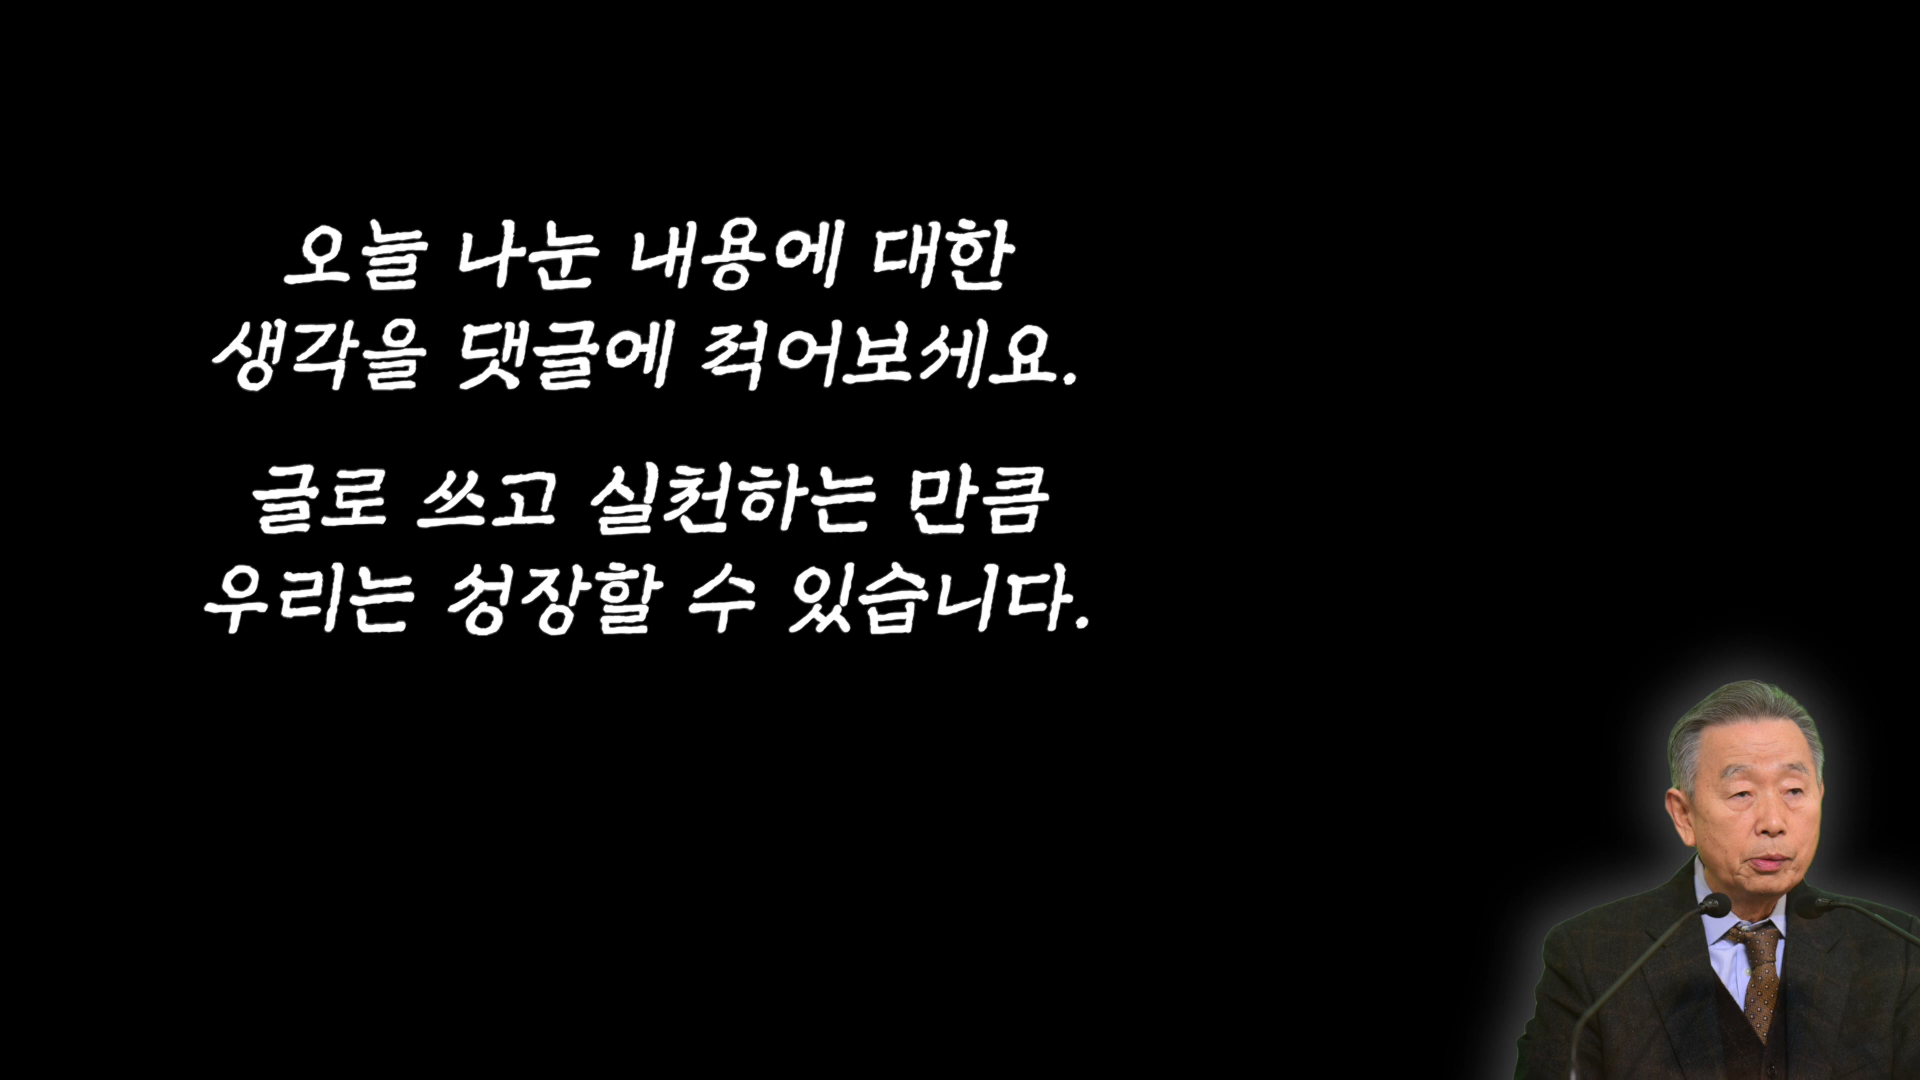 오늘 나눈 내용에 대한
생각을 댓글에 적어보세요.
글로 쓰고 실천하는 만큼
우리는 성장할 수 있습니다.